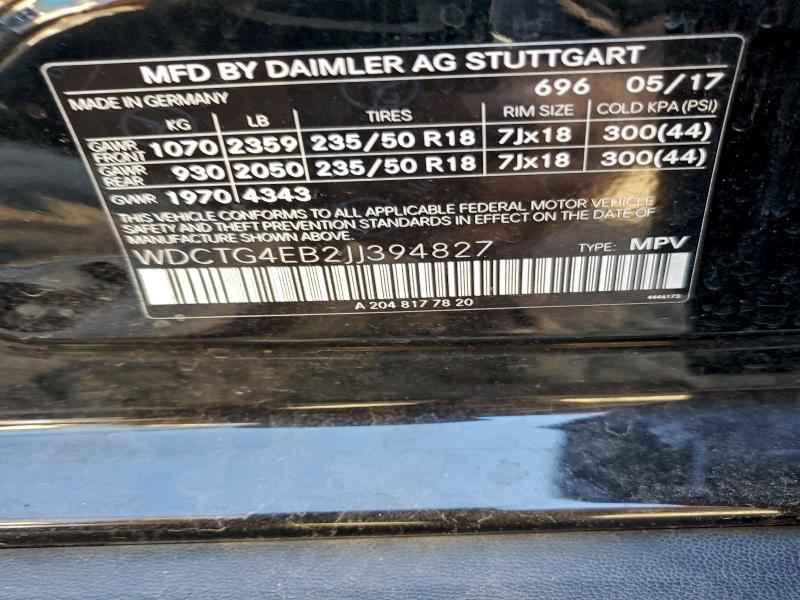 MFD BY DAIMLER AG STUTTGART
MADE IN GERMANY 696 05/17
KG LB TIRES RIM SIZE COLD KPA (PSI)
GAWR FRONT 1070 2359 235/50 R18 7Jx18 300(44)
GAWR REAR 930 2050 235/50 R18 7Jx18 300(44)
GVWR 1970 4343
THIS VEHICLE CONFORMS TO ALL APPLICABLE FEDERAL MOTOR VEHICLE
SAFETY AND THEFT PREVENTION STANDARDS IN EFFECT ON THE DATE OF
MANUFACTURE SHOWN ABOVE.
WDCTG4EB2JJ394827 TYPE: MPV
A 204 817 78 20 4446173